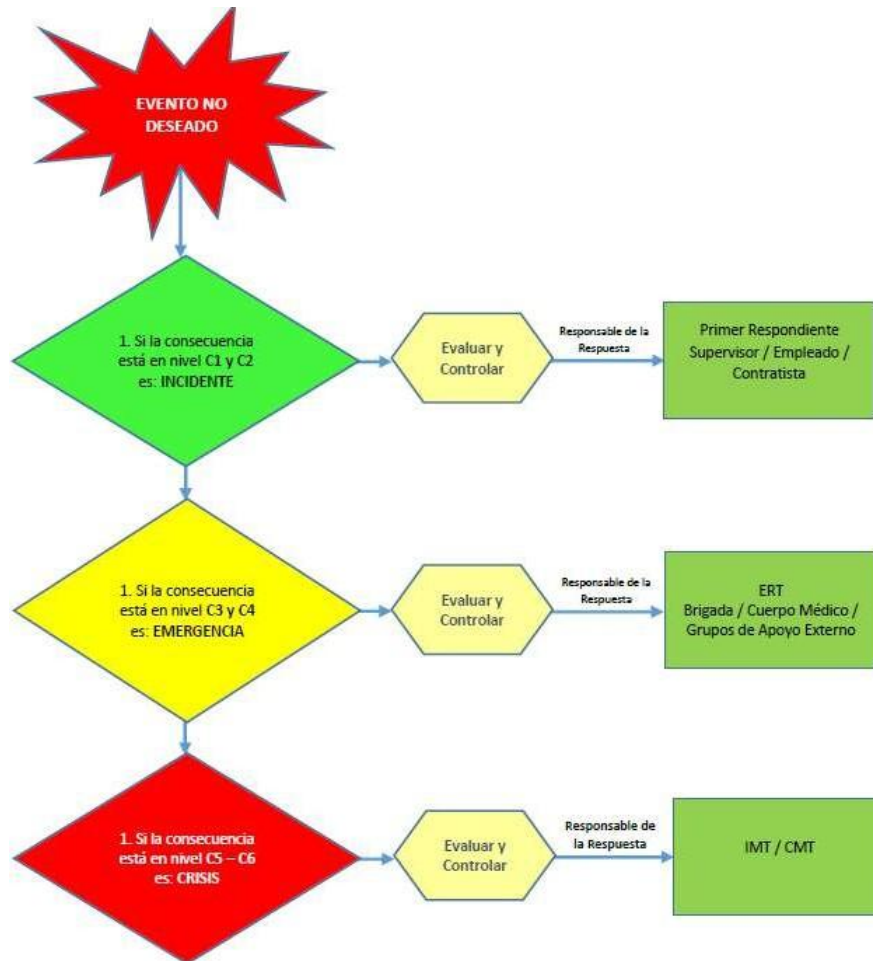 EVENTO NO
DESEADO
1. Si la consecuencia
está en nivel C1 y C2
es: INCIDENTE
Evaluar y
Controlar
Responsable de la
Respuesta
Primer Respondiente
Supervisor / Empleado /
Contratista
1. Si la consecuencia
está en nivel C3 y C4
es: EMERGENCIA
Evaluar y
Controlar
Responsable de la
Respuesta
ERT
Brigada / Cuerpo Médico /
Grupos de Apoyo Externo
1. Si la consecuencia
está en nivel C5 – C6
es: CRISIS
Evaluar y
Controlar
Responsable de
la Respuesta
IMT / CMT